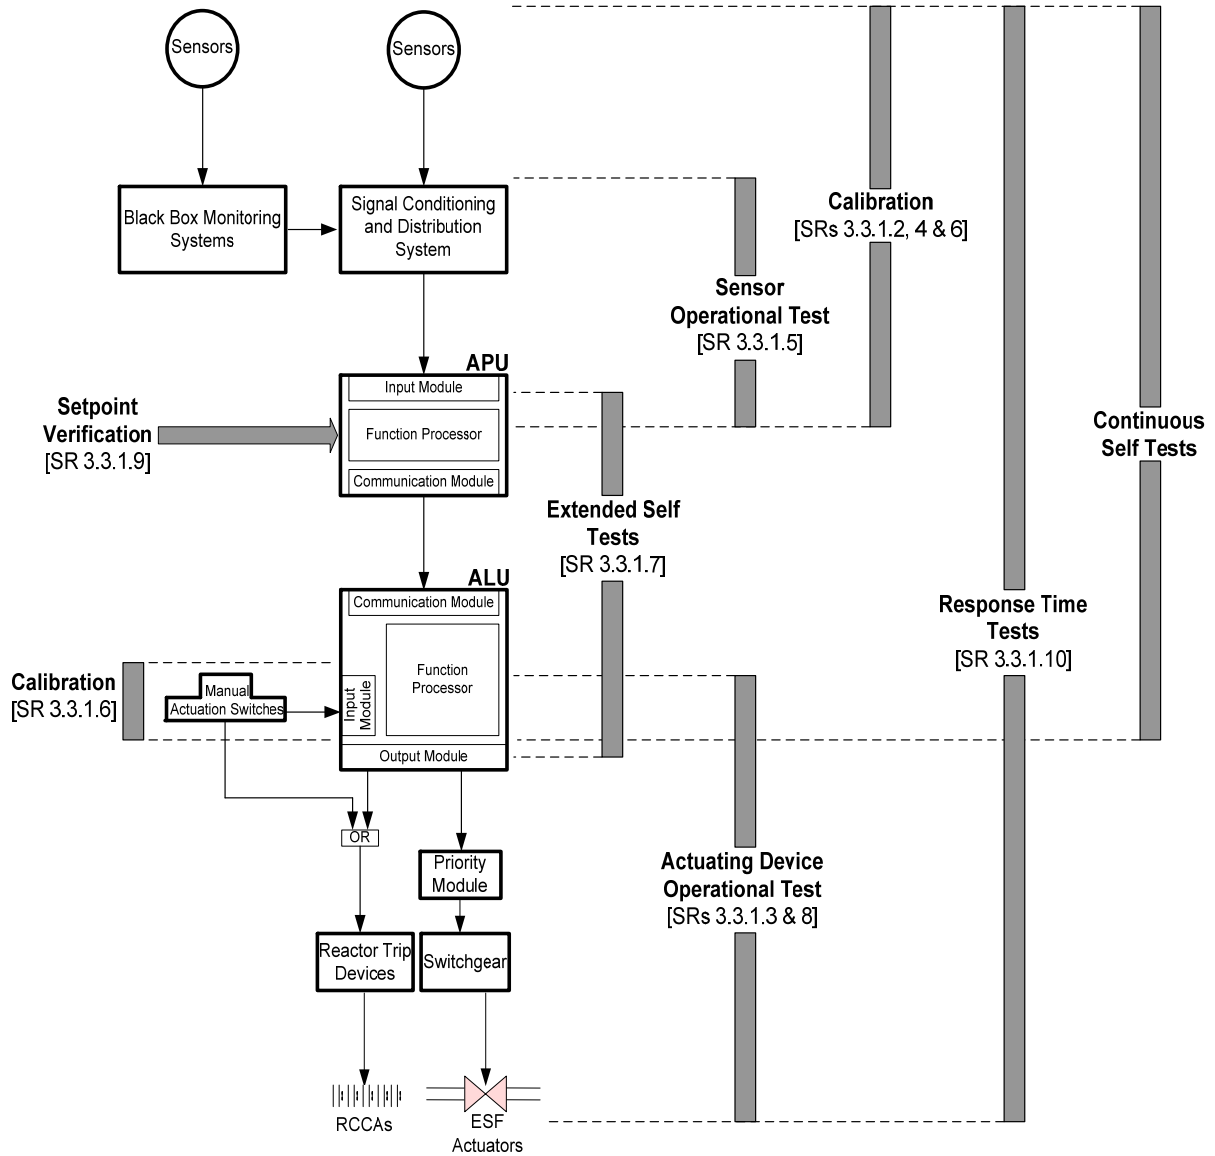 Sensors
Sensors
Black Box Monitoring
Systems
Signal Conditioning
and Distribution
System
Calibration
[SRs 3.3.1.2, 4 & 6]
Sensor
Operational Test
[SR 3.3.1.5]
APU
Input Module
Function Processor
Communication Module
Setpoint
Verification
[SR 3.3.1.9]
Continuous
Self Tests
Extended Self
Tests
[SR 3.3.1.7]
ALU
Communication Module
Function
Processor
Input
Module
Output Module
Response Time
Tests
[SR 3.3.1.10]
Calibration
[SR 3.3.1.6]
Manual
Actuation Switches
OR
Priority
Module
Actuating Device
Operational Test
[SRs 3.3.1.3 & 8]
Reactor Trip
Devices
Switchgear
RCCAs
ESF
Actuators